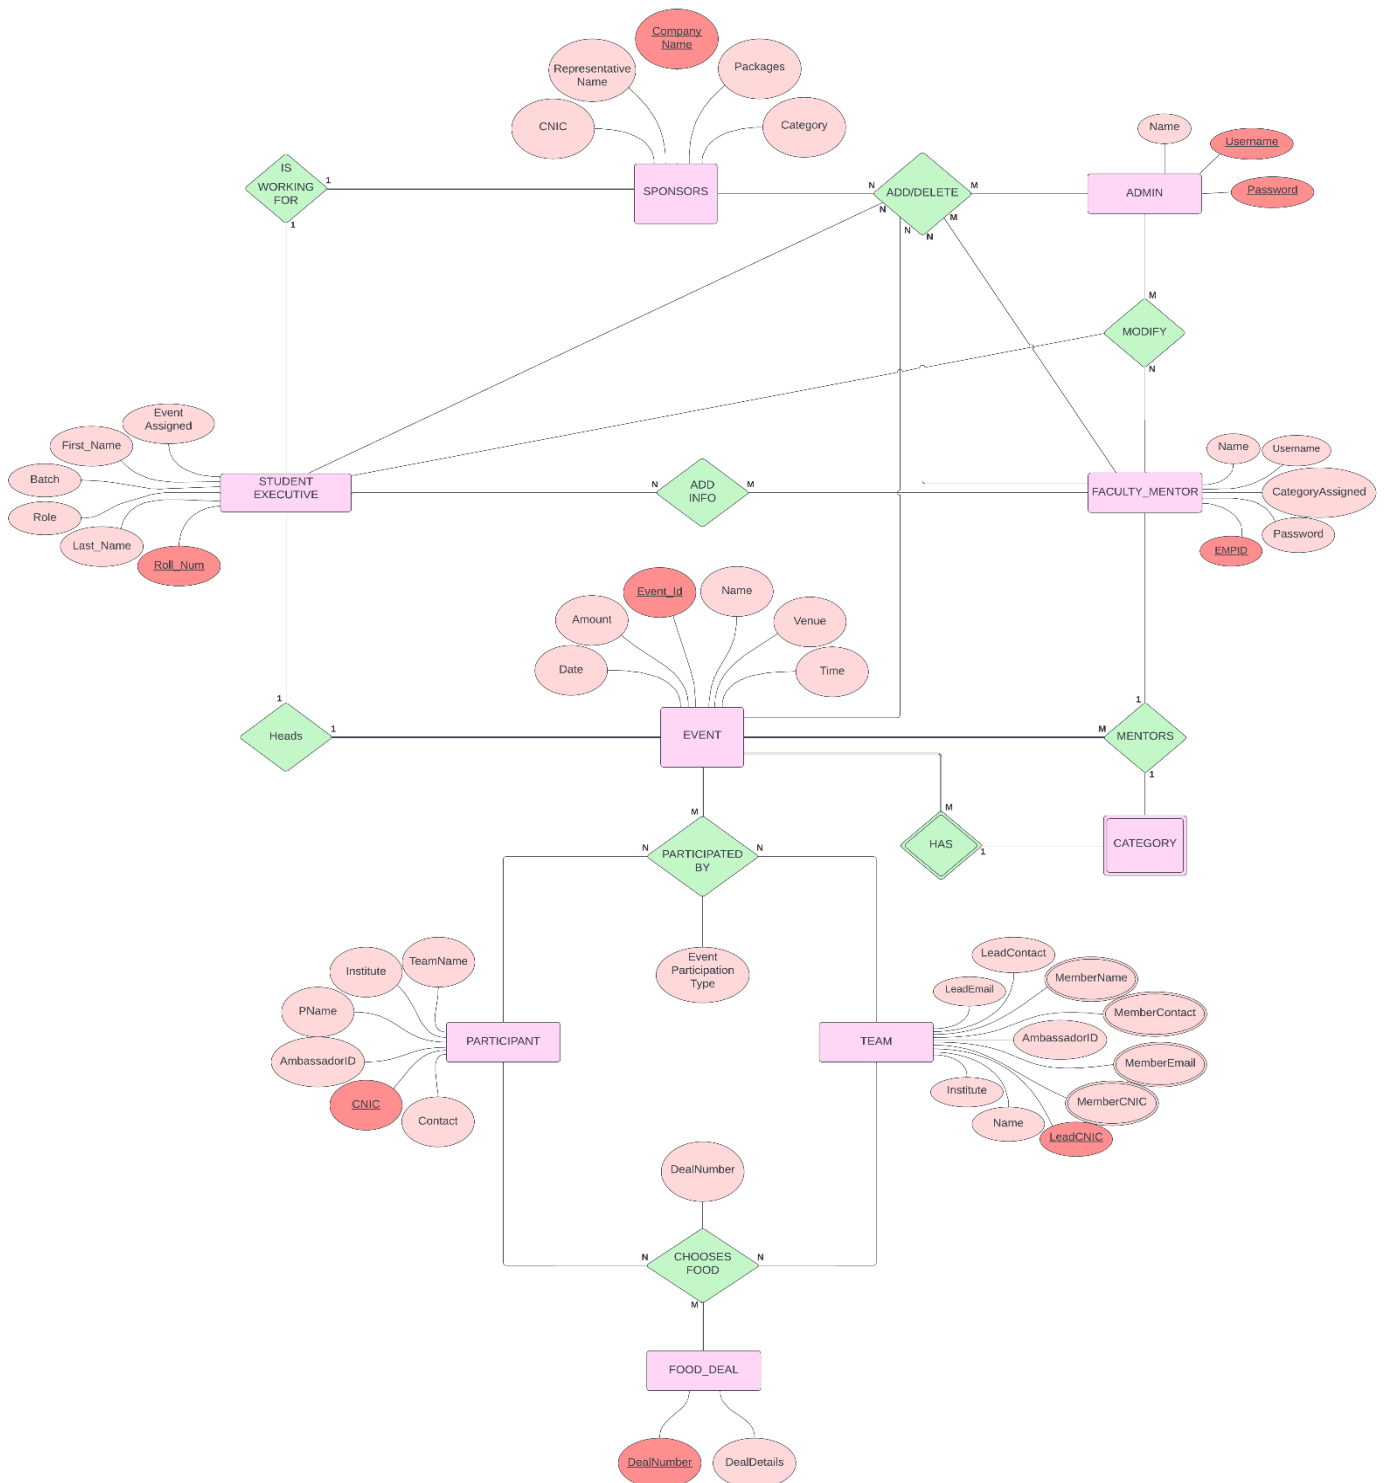 Company
Name
Representative
Name
Packages
CNIC
Category
Name
Username
Password
IS
WORKING
FOR
1
1
SPONSORS
N
ADD/DELETE
M
N
N
N
M
ADMIN
M
MODIFY
N
Event
Assigned
First_Name
Batch
Role
Last_Name
Roll_Num
STUDENT
EXECUTIVE
N
ADD
INFO
M
FACULTY_MENTOR
Name
Username
CategoryAssigned
Password
EMPID
Event_Id
Name
Amount
Venue
Date
Time
1
Heads
1
EVENT
M
1
MENTORS
1
M
HAS
1
CATEGORY
M
N
PARTICIPATED
BY
N
Event
Participation
Type
TeamName
Institute
PName
AmbassadorID
CNIC
Contact
PARTICIPANT
TEAM
LeadContact
LeadEmail
MemberName
MemberContact
AmbassadorID
MemberEmail
Institute
MemberCNIC
Name
LeadCNIC
DealNumber
N
CHOOSES
FOOD
N
M
FOOD_DEAL
DealNumber
DealDetails